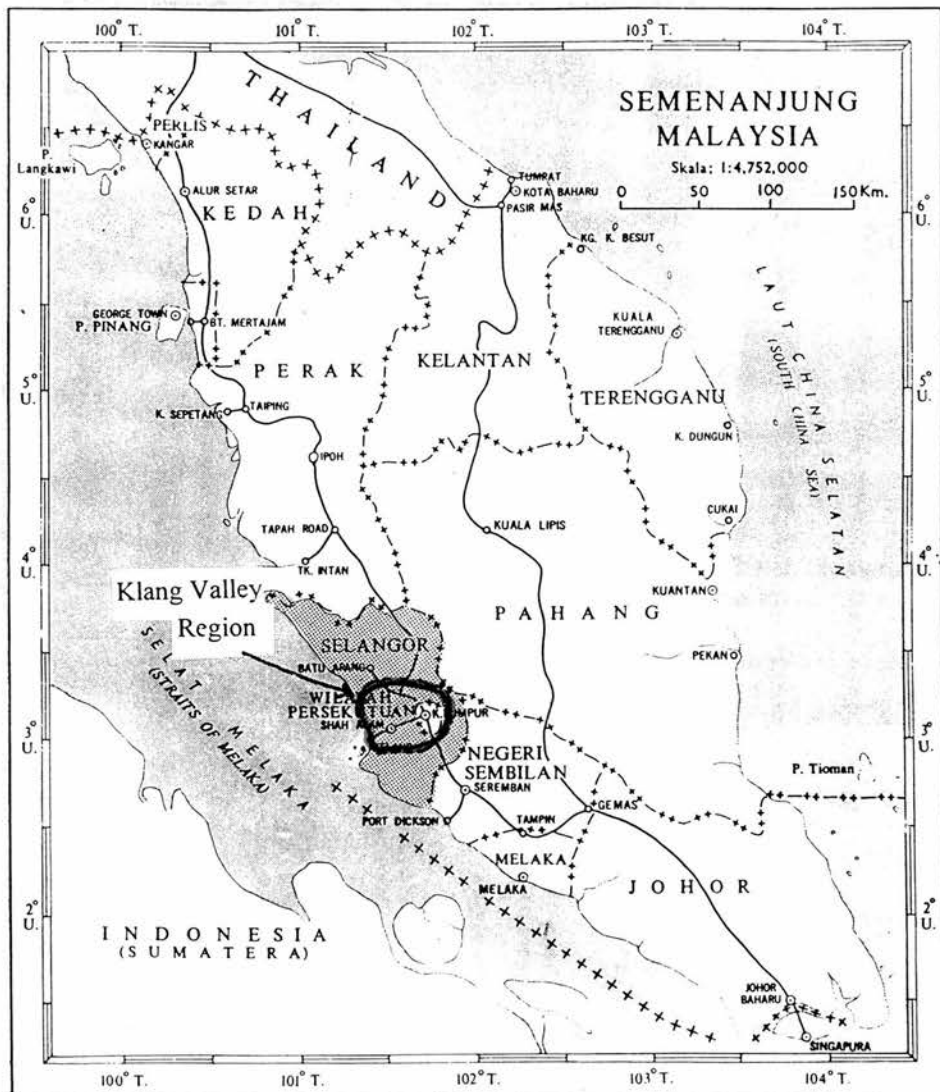 100° T.
101° T.
102° T.
103° T.
104° T.
SEMENANJUNG
MALAYSIA
Skala: 1:4,752,000
0 50 100 150 Km.
THAILAND
PERLIS
KANGAR
P.
Langkawi
ALUR SETAR
KEDAH
TUMPAT
KOTA BAHARU
PASIR MAS
6°
U.
6°
U.
KG. K. BESUT
GEORGE TOWN
P. PINANG
BT. MERTAJAM
KUALA
TERENGGANU
LAUT CHINA SELATAN
(SOUTH CHINA SEA)
PERAK
KELANTAN
TERENGGANU
5°
U.
5°
U.
K. SEPETANG
TAIPING
K. DUNGUN
IPOH
CUKAI
TAPAH ROAD
KUALA LIPIS
TK. INTAN
4°
U.
4°
U.
KUANTAN
Klang Valley
Region
PAHANG
SELANGOR
PEKAN
BATU ARANG
SELAT MELAKA
(STRAITS OF MELAKA)
WILAYAH
PERSEKUTUAN
K. LUMPUR
SHAH ALAM
3°
U.
3°
U.
NEGERI
SEMBILAN
SEREMBAN
P. Tioman
PORT DICKSON
TAMPIN
GEMAS
MELAKA
MELAKA
JOHOR
2°
U.
2°
U.
INDONESIA
(SUMATERA)
JOHOR
BAHARU
SINGAPURA
100° T.
101° T.
102° T.
103° T.
104° T.